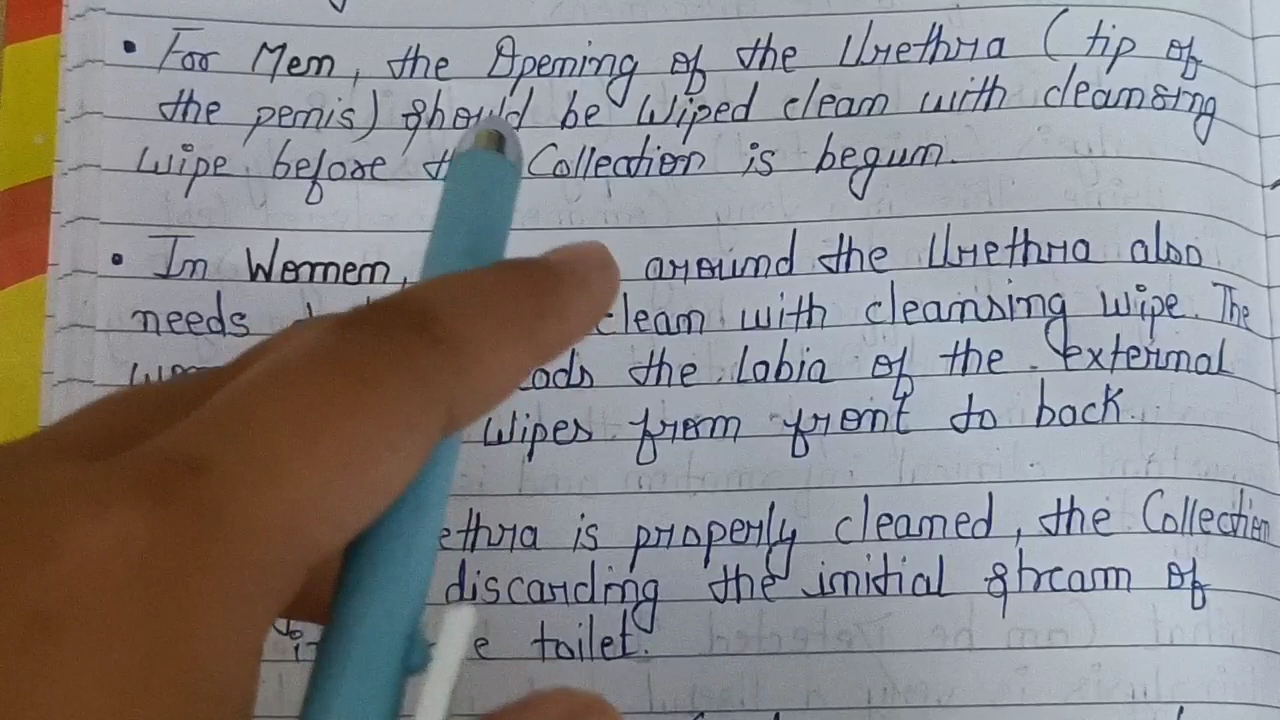 • For Men, the Opening of the Urethra (tip of
the penis) should be wiped clean with cleansing
wipe before Collection is begun.
• In Women, around the Urethra also
needs clean with cleansing wipe. The
the labia of the external
wipes from front to back.
is properly cleaned, the Collection
discarding the initial stream of
toilet.